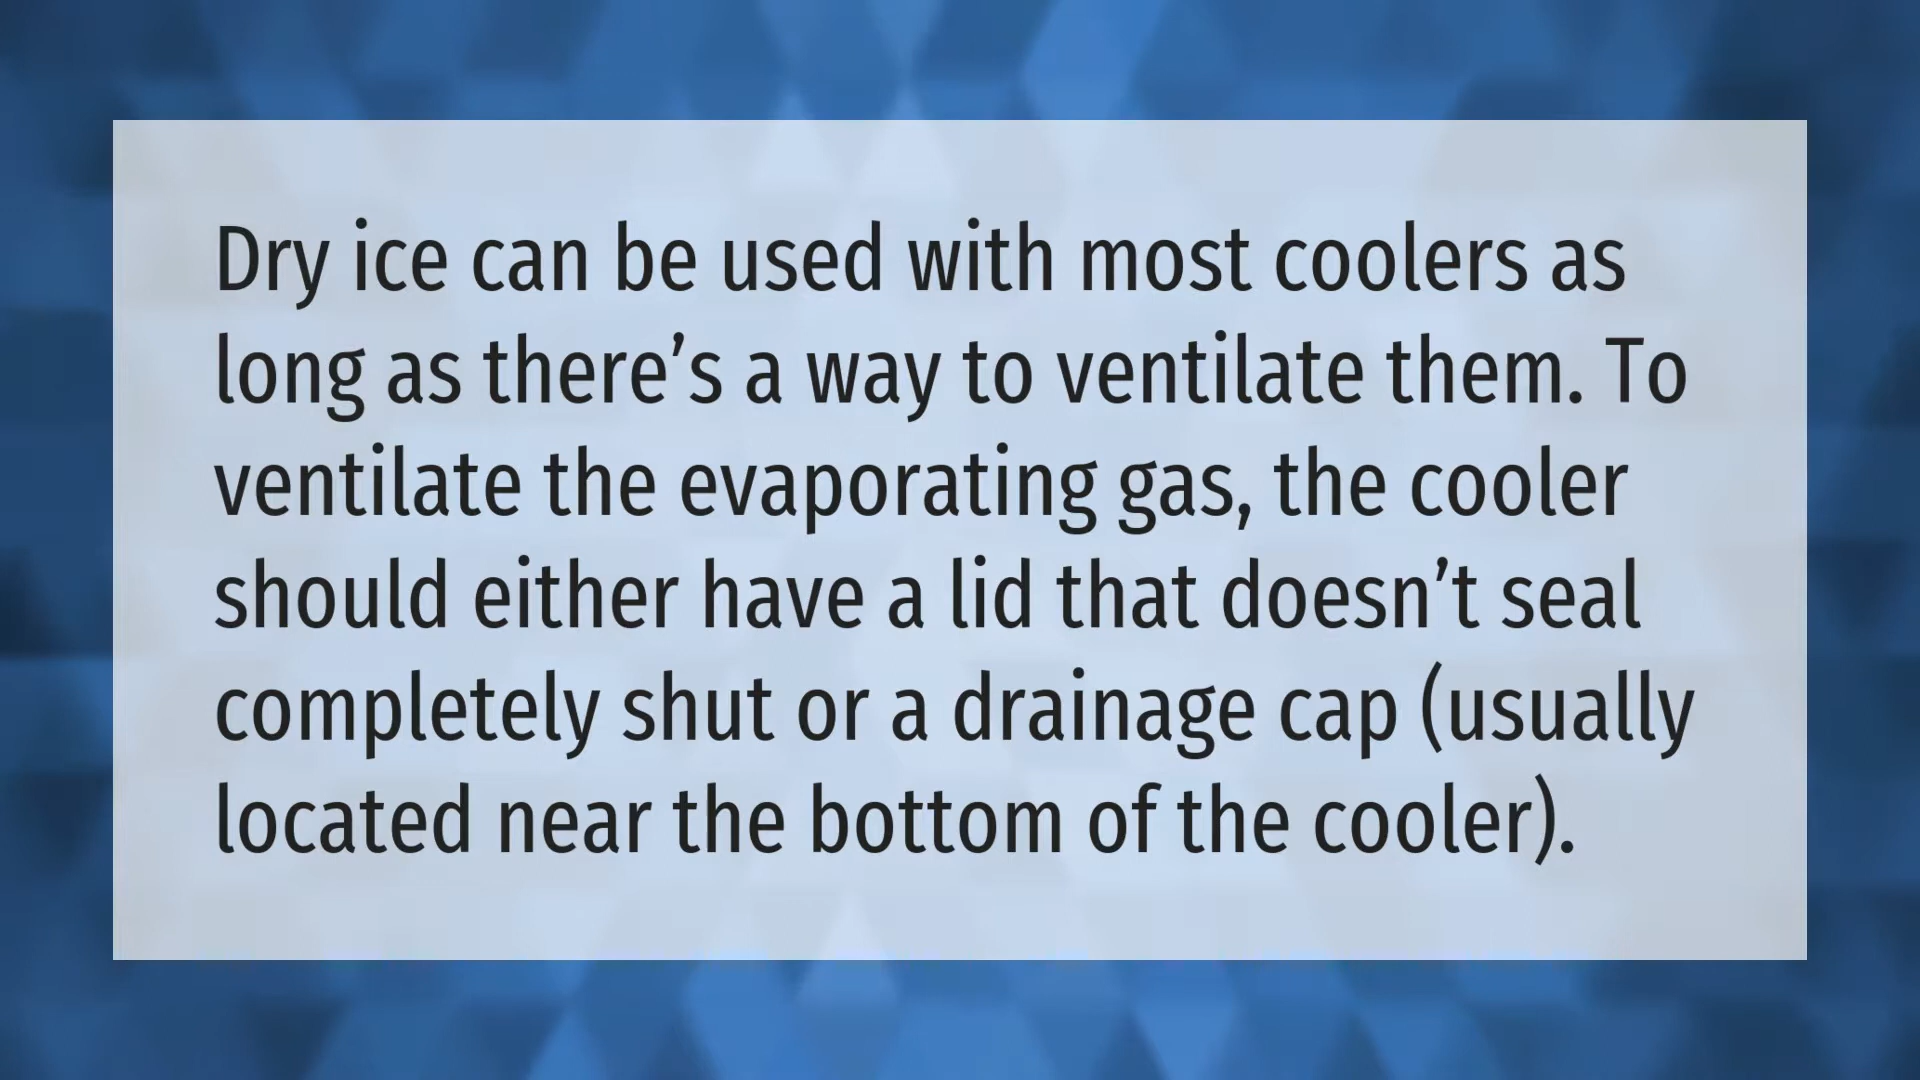 Dry ice can be used with most coolers as
long as there’s a way to ventilate them. To
ventilate the evaporating gas, the cooler
should either have a lid that doesn’t seal
completely shut or a drainage cap (usually
located near the bottom of the cooler).